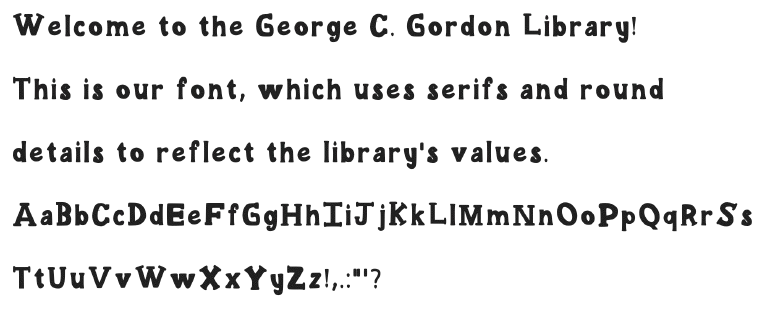 Welcome to the George C. Gordon Library!
This is our font, which uses serifs and round
details to reflect the library's values.
AaBbCcDdEeFfGgHhIiJjKkLlMmNnOoPpQqRrSs
TtUuVvWwXxYyZz!,.:"'?